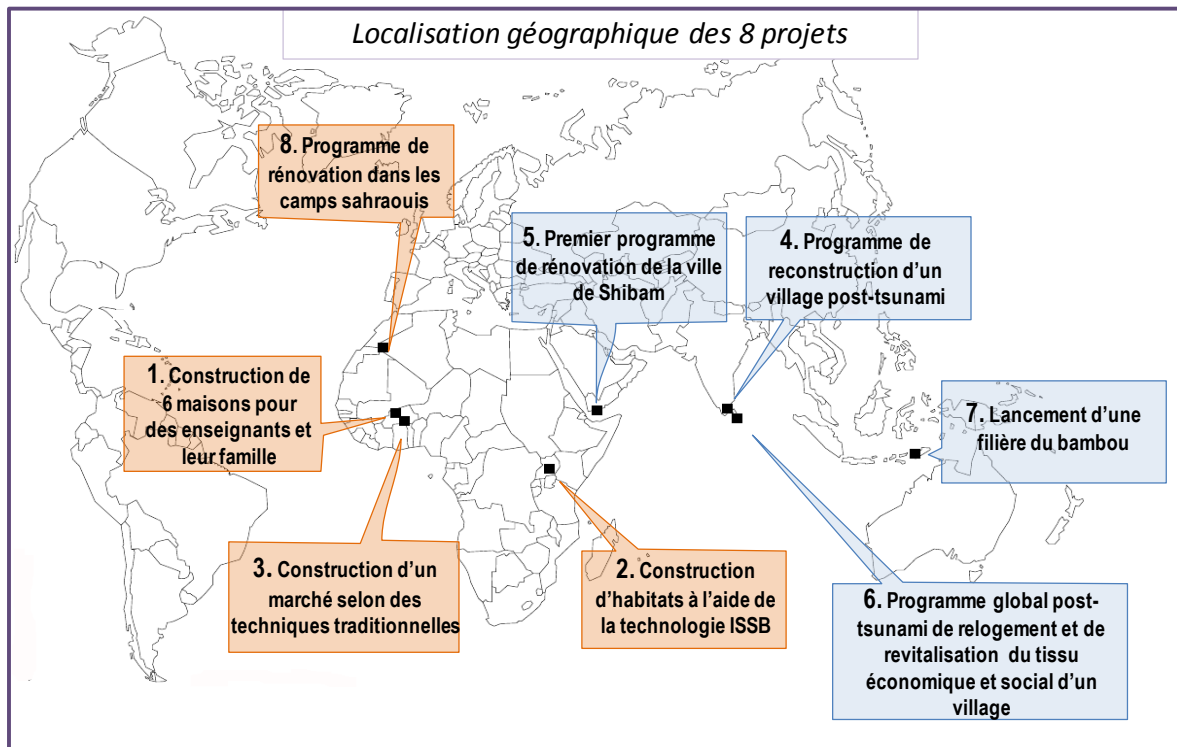 Localisation géographique des 8 projets
8. Programme de
rénovation dans les
camps sahraouis
5. Premier programme
de rénovation de la ville
de Shibam
4. Programme de
reconstruction d'un
village post-tsunami
1. Construction de
6 maisons pour
des enseignants et
leur famille
7. Lancement d'une
filière du bambou
3. Construction d'un
marché selon des
techniques traditionnelles
2. Construction
d'habitats à l'aide de
la technologie ISSB
6. Programme global post-
tsunami de relogement et de
revitalisation du tissu
économique et social d'un
village